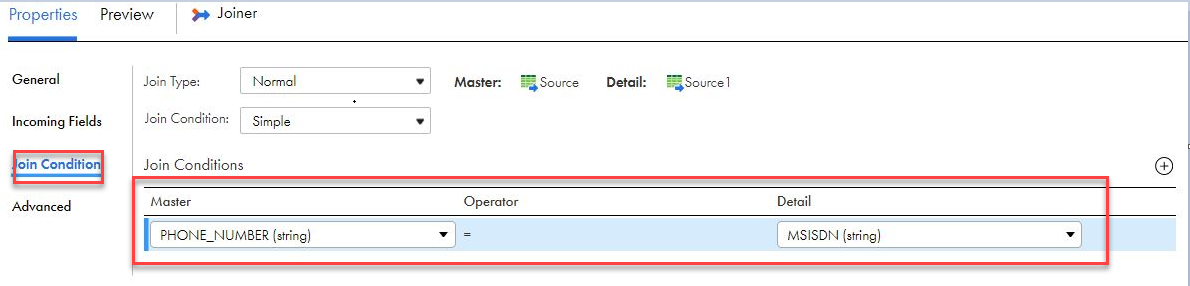 Properties Preview Joiner
General
Join Type: Normal Master: Source Detail: Source1
Incoming Fields
Join Condition: Simple
Join Condition
Join Conditions
Master Operator Detail
Advanced
PHONE_NUMBER (string) = MSISDN (string)